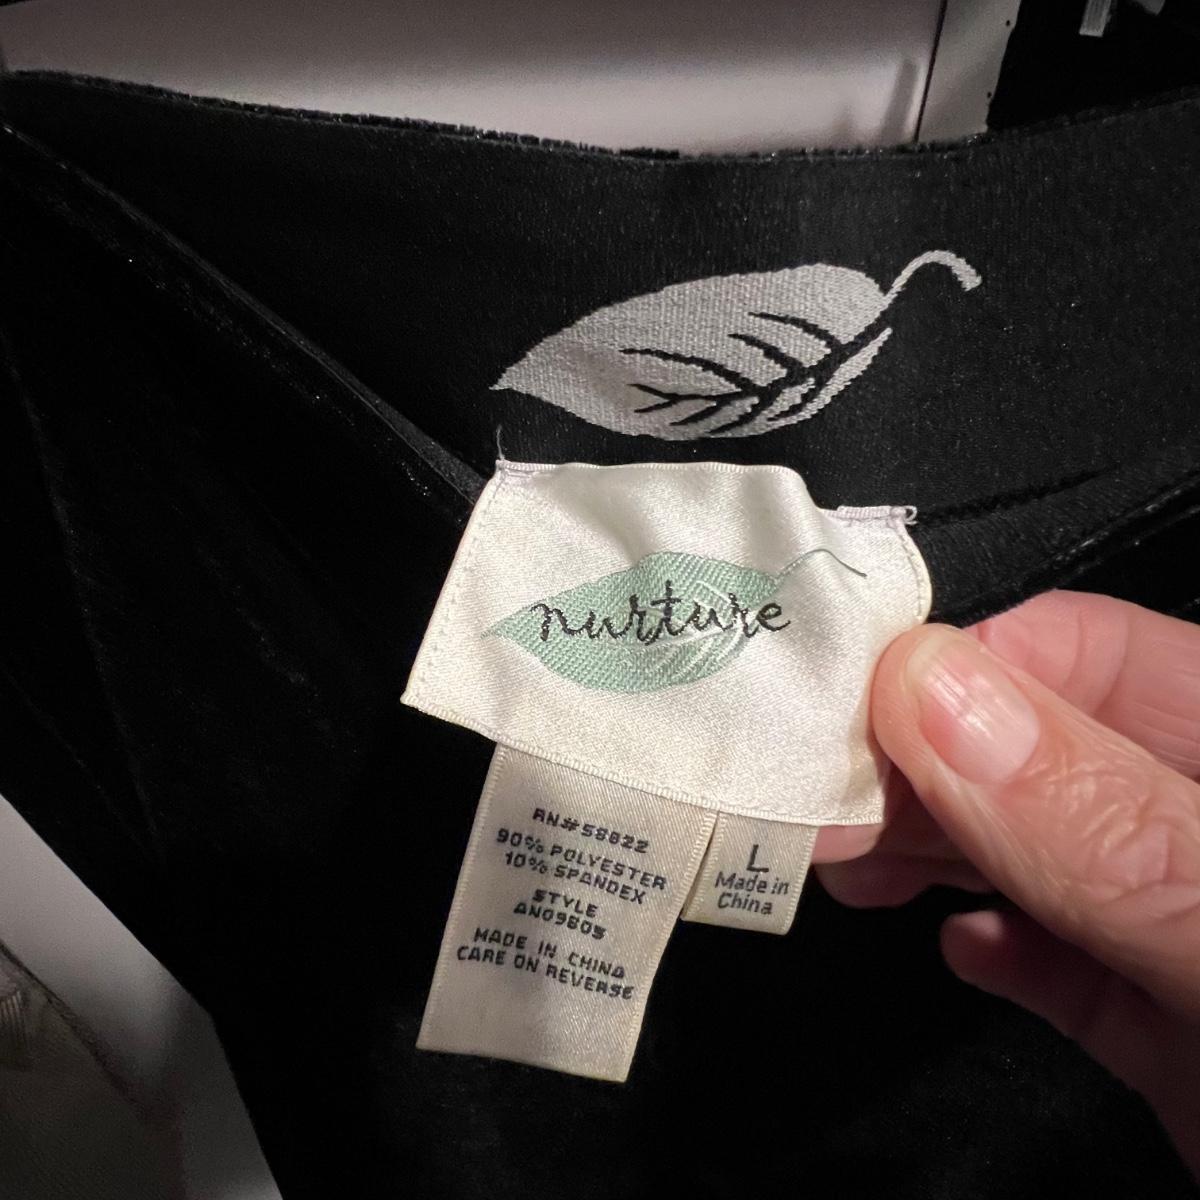 nurture
RN#58822
90% POLYESTER
10% SPANDEX
STYLE
AN09805
MADE IN CHINA
CARE ON REVERSE
L
Made in
China